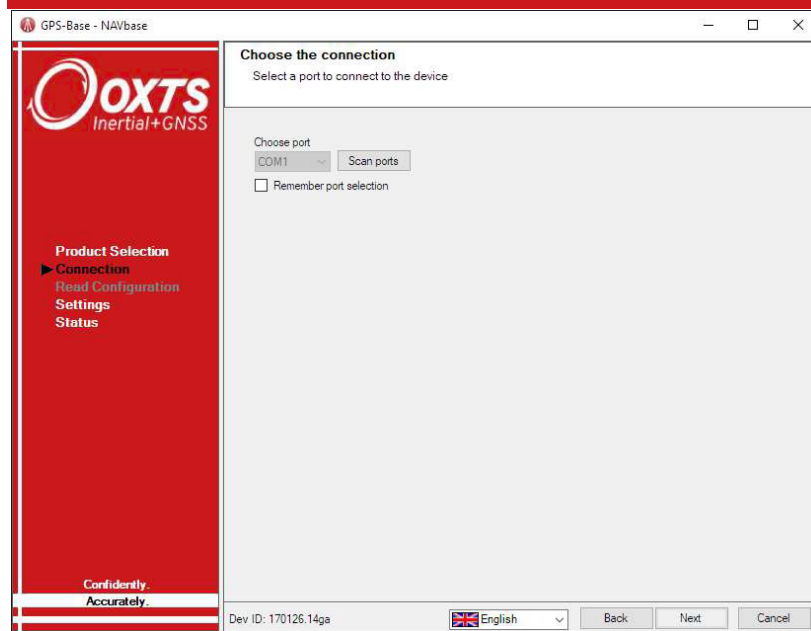 GPS-Base - NAVbase
OXTS
Inertial+GNSS
Product Selection
Connection
Read Configuration
Settings
Status
Confidently.
Accurately.
Choose the connection
Select a port to connect to the device
Choose port
COM1
Scan ports
Remember port selection
Dev ID: 170126.14ga
English
Back
Next
Cancel